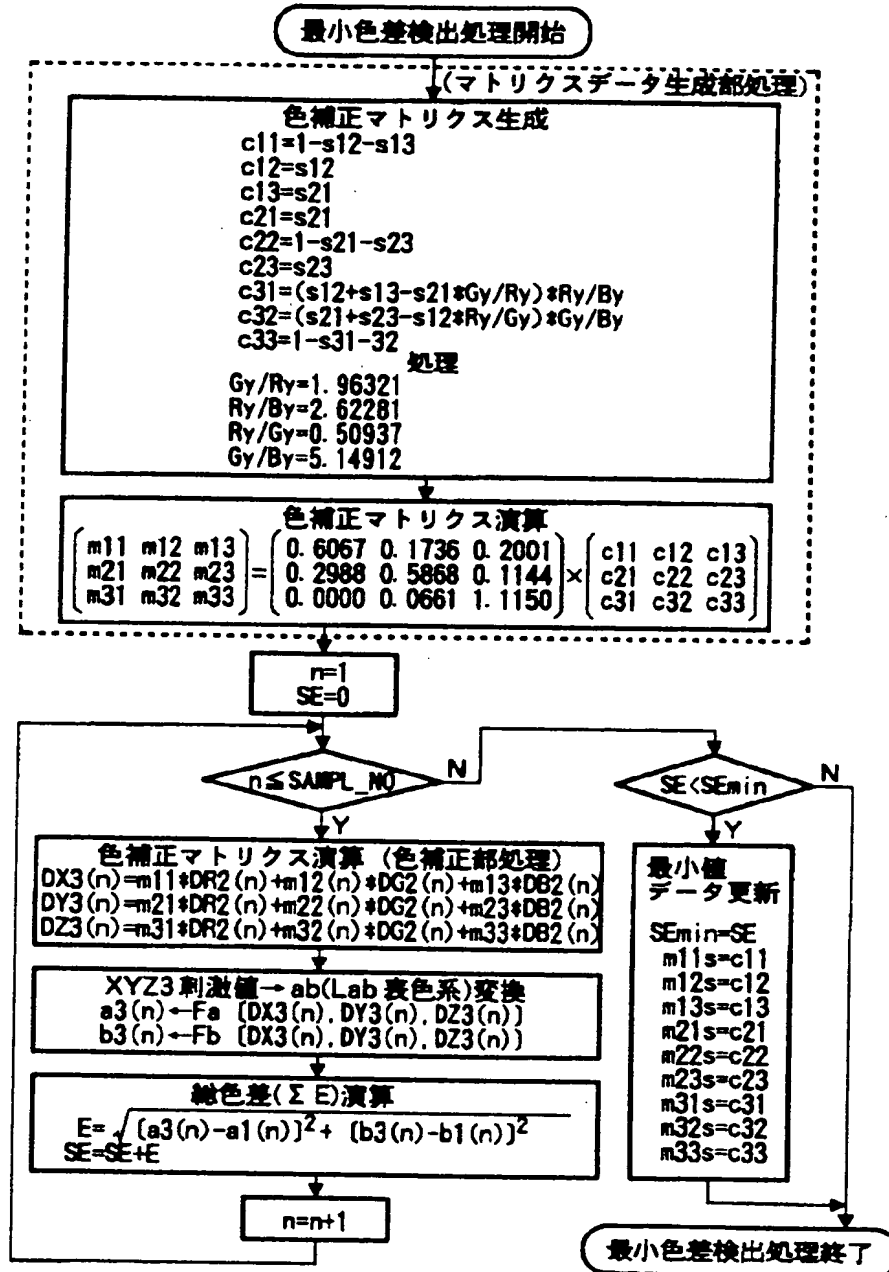 最小色差検出処理開始
(マトリクスデータ生成部処理)
色補正マトリクス生成
c11=1-s12-s13
c12=s12
c13=s21
c21=s21
c22=1-s21-s23
c23=s23
c31=(s12+s13-s21*Gy/Ry)*Ry/By
c32=(s21+s23-s12*Ry/Gy)*Gy/By
c33=1-s31-32
処理
Gy/Ry=1.96321
Ry/By=2.62281
Ry/Gy=0.50937
Gy/By=5.14912
色補正マトリクス演算
m11 m12 m13 0.6067 0.1736 0.2001 c11 c12 c13
m21 m22 m23 = 0.2988 0.5868 0.1144 × c21 c22 c23
m31 m32 m33 0.0000 0.0661 1.1150 c31 c32 c33
n=1
SE=0
n≦SAMPL_NO
N
Y
色補正マトリクス演算 (色補正部処理)
DX3(n)=m11*DR2(n)+m12(n)*DG2(n)+m13*DB2(n)
DY3(n)=m21*DR2(n)+m22(n)*DG2(n)+m23*DB2(n)
DZ3(n)=m31*DR2(n)+m32(n)*DG2(n)+m33*DB2(n)
XYZ3刺激値→ab(Lab表色系)変換
a3(n)←Fa [DX3(n),DY3(n),DZ3(n)]
b3(n)←Fb [DX3(n),DY3(n),DZ3(n)]
総色差(Σ E)演算
E=√[a3(n)-a1(n)]²+ [b3(n)-b1(n)]²
SE=SE+E
n=n+1
SE<SEmin
N
Y
最小値
データ更新
SEmin=SE
m11s=c11
m12s=c12
m13s=c13
m21s=c21
m22s=c22
m23s=c23
m31s=c31
m32s=c32
m33s=c33
最小色差検出処理終了